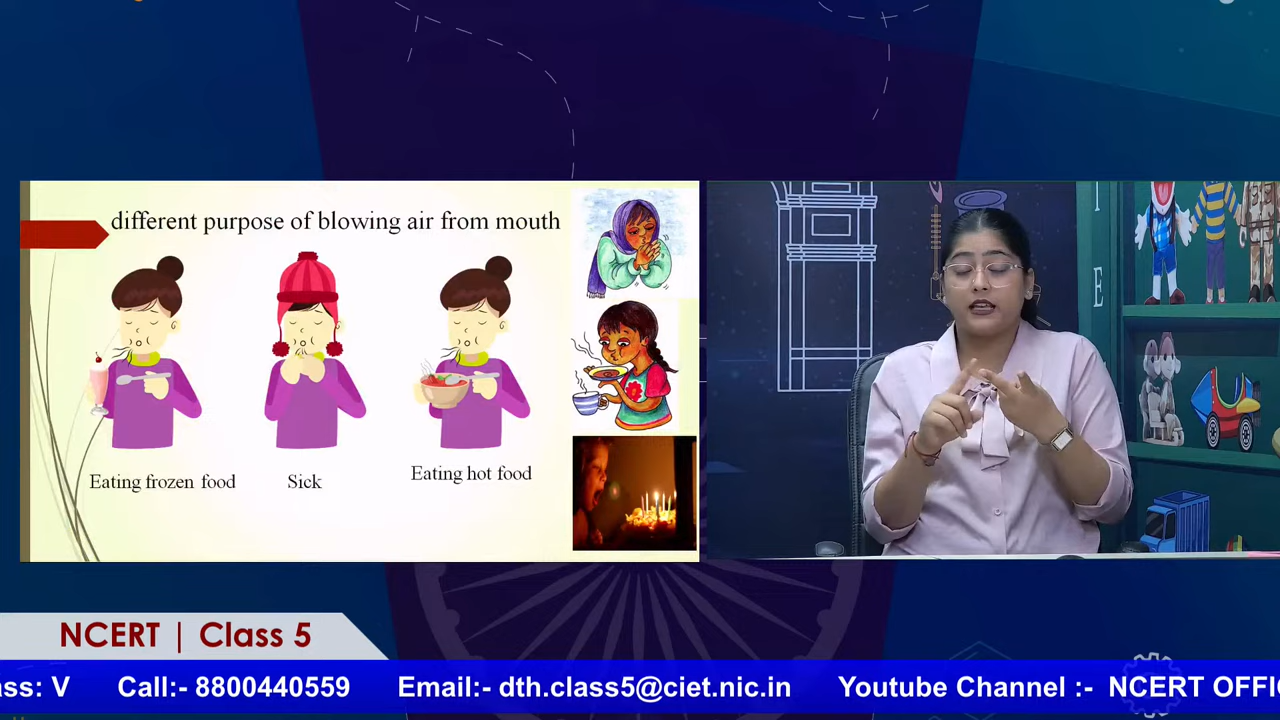 different purpose of blowing air from mouth
Eating frozen food
Sick
Eating hot food
T
E
NCERT | Class 5
ass: V Call:- 8800440559 Email:- dth.class5@ciet.nic.in Youtube Channel :- NCERT OFFI